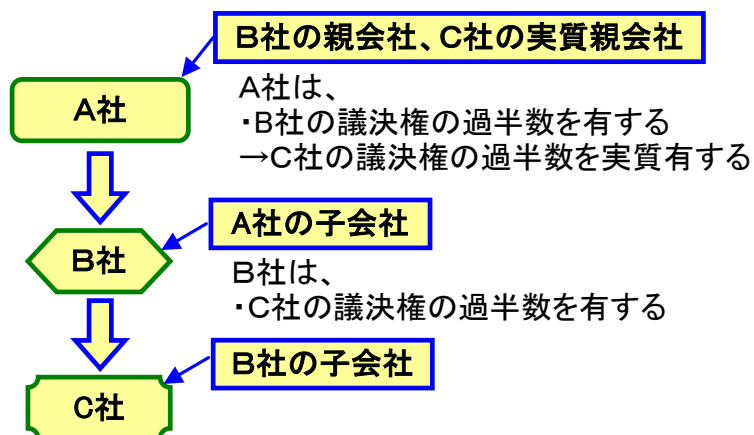 B社の親会社、C社の実質親会社
A社
A社は、
・B社の議決権の過半数を有する
→C社の議決権の過半数を実質有する
A社の子会社
B社
B社は、
・C社の議決権の過半数を有する
B社の子会社
C社